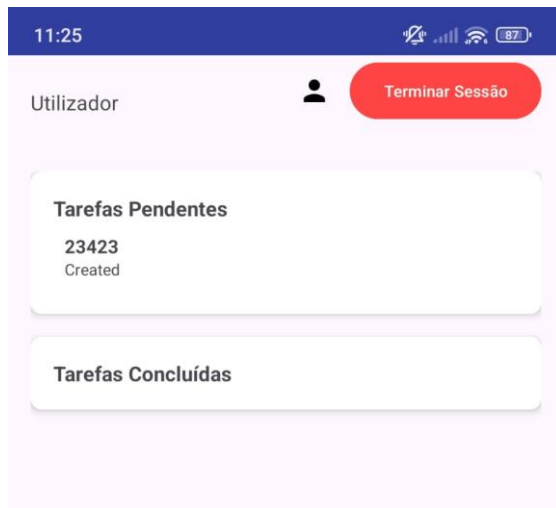 11:25
87
Utilizador
Terminar Sessão
Tarefas Pendentes
23423
Created
Tarefas Concluídas